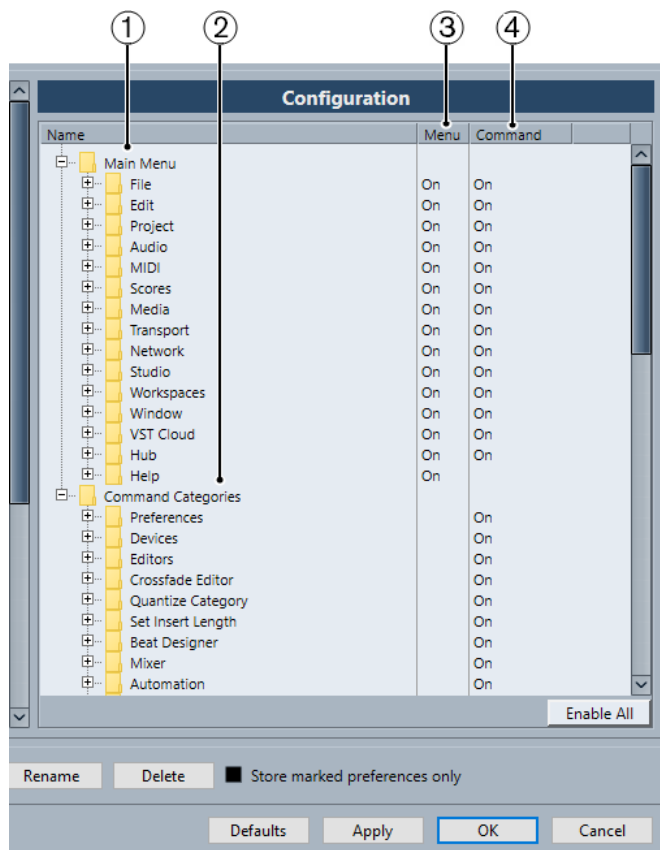 1 2 3 4
Configuration
Name Menu Command
Main Menu
File On On
Edit On On
Project On On
Audio On On
MIDI On On
Scores On On
Media On On
Transport On On
Network On On
Studio On On
Workspaces On On
Window On On
VST Cloud On On
Hub On On
Help On
Command Categories
Preferences On
Devices On
Editors On
Crossfade Editor On
Quantize Category On
Set Insert Length On
Beat Designer On
Mixer On
Automation On
Enable All
Rename Delete Store marked preferences only
Defaults Apply OK Cancel